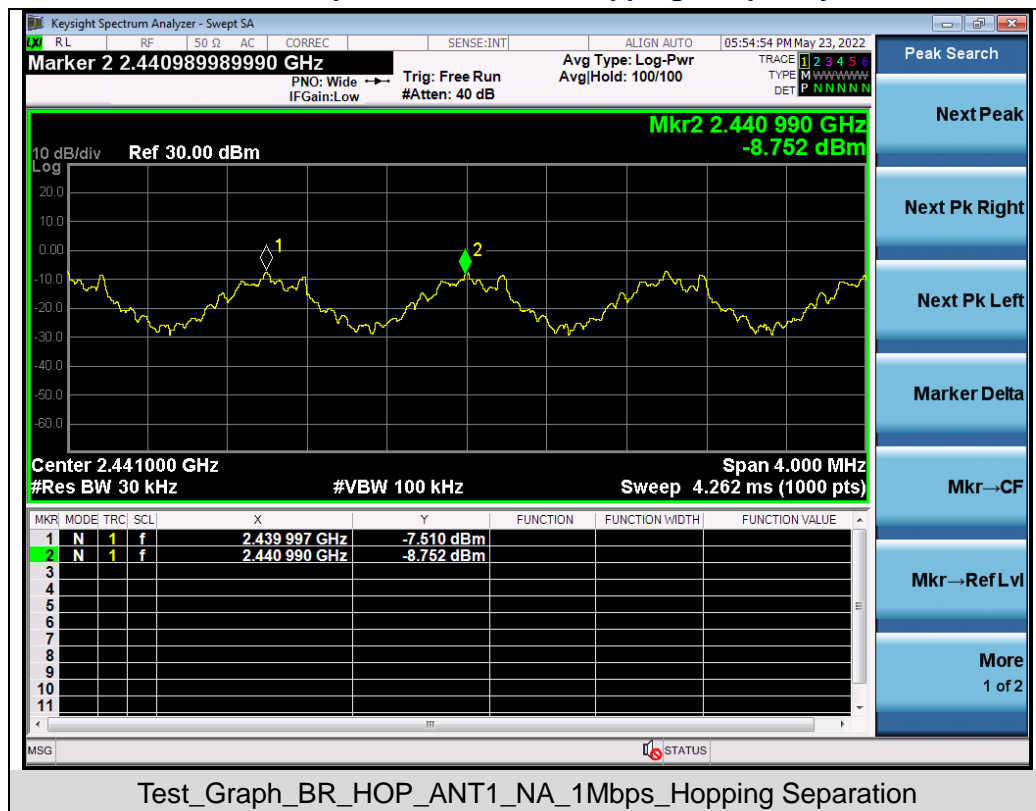 Keysight Spectrum Analyzer - Swept SA
LXI RL RF 50 Ω AC CORREC SENSE:INT ALIGN AUTO 05:54:54 PM May 23, 2022
Marker 2 2.440989989990 GHz
PNO: Wide
IFGain:Low
Trig: Free Run
#Atten: 40 dB
Avg Type: Log-Pwr
Avg|Hold: 100/100
TRACE 1 2 3 4 5 6
TYPE M WWWWW
DET P N N N N N
Mkr2 2.440 990 GHz
-8.752 dBm
10 dB/div Ref 30.00 dBm
Log
20.0
10.0
0.00
-10.0
-20.0
-30.0
-40.0
-50.0
-60.0
1
2
Center 2.441000 GHz Span 4.000 MHz
#Res BW 30 kHz #VBW 100 kHz Sweep 4.262 ms (1000 pts)
MKR MODE TRC SCL X Y FUNCTION FUNCTION WIDTH FUNCTION VALUE
1 N 1 f 2.439 997 GHz -7.510 dBm
2 N 1 f 2.440 990 GHz -8.752 dBm
3
4
5
6
7
8
9
10
11
MSG STATUS
Peak Search
Next Peak
Next Pk Right
Next Pk Left
Marker Delta
Mkr→CF
Mkr→Ref Lvl
More
1 of 2
Test_Graph_BR_HOP_ANT1_NA_1Mbps_Hopping Separation